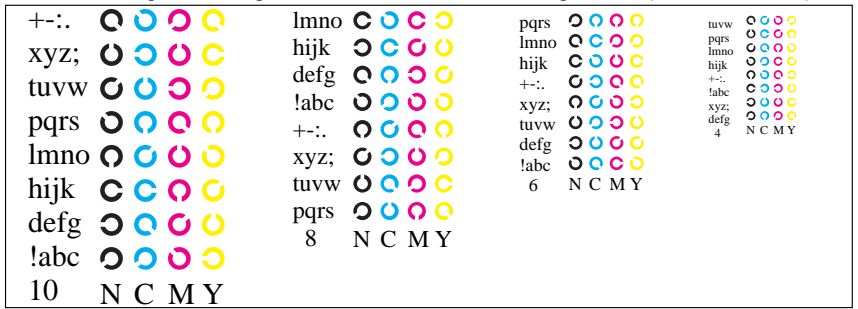 +-:.
xyz;
tuvw
pqrs
lmno
hijk
defg
!abc
10 N C M Y
lmno
hijk
defg
!abc
+-:.
xyz;
tuvw
pqrs
8 N C M Y
pqrs
lmno
hijk
+-:.
xyz;
tuvw
defg
!abc
6 N C M Y
tuvw
pqrs
lmno
hijk
+-:.
!abc
xyz;
defg
4 N C M Y